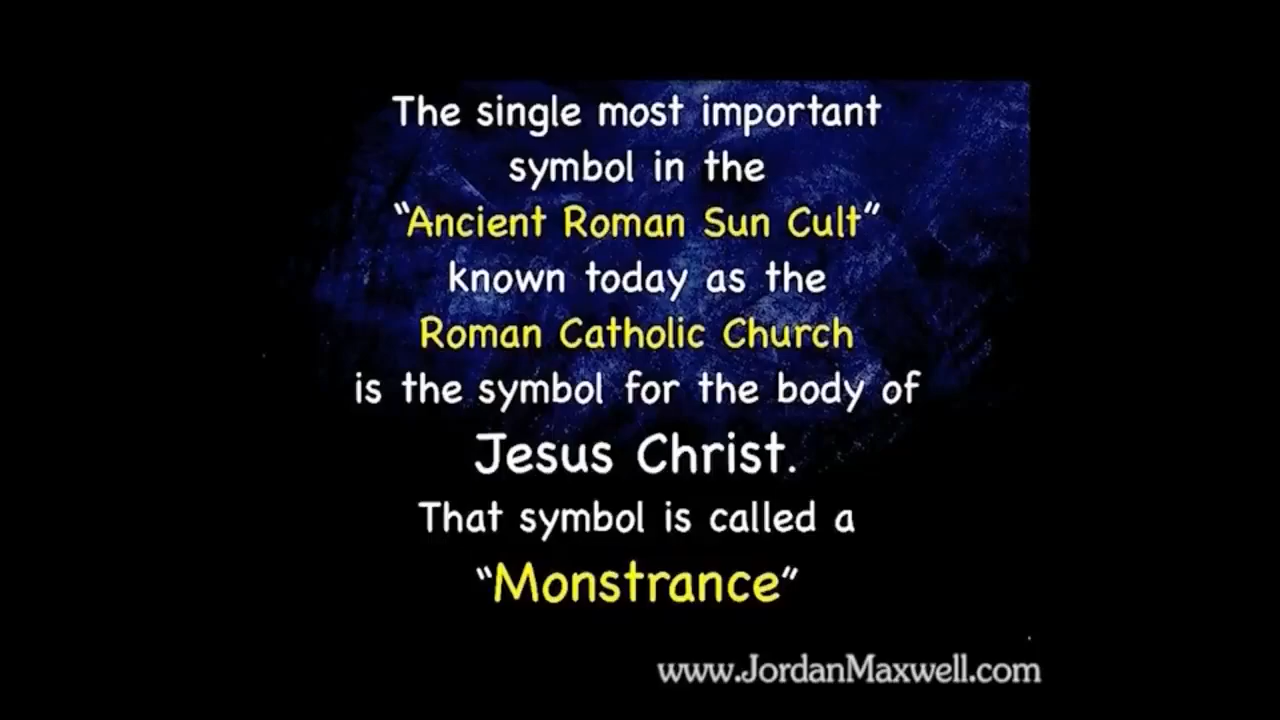 The single most important
symbol in the
"Ancient Roman Sun Cult"
known today as the
Roman Catholic Church
is the symbol for the body of
Jesus Christ.
That symbol is called a
"Monstrance"
www.JordanMaxwell.com